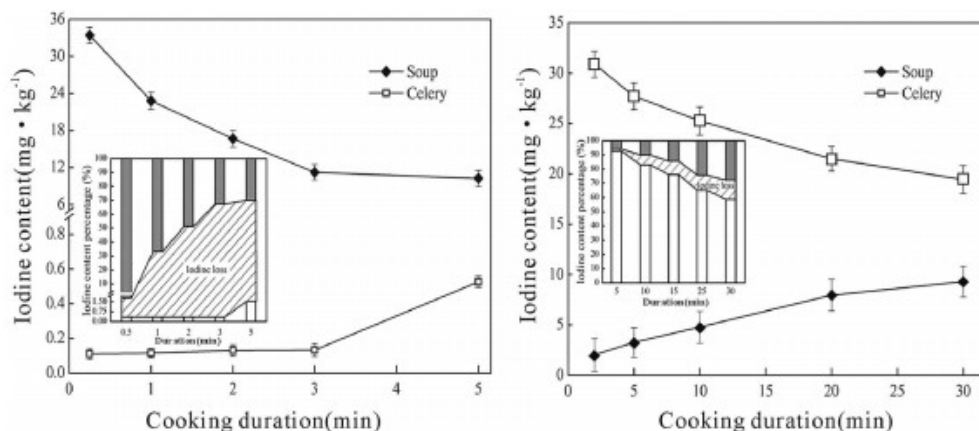 Iodine content(mg • kg⁻¹)
36
30
24
18
12
6
0.8
0.6
0.4
0.2
0.0
Soup
Celery
Iodine content percentage (%)
100
90
80
70
60
50
40
30
10
1.50
0.75
0.00
Iodine loss
0.5 1 2 3 5
Duration(min)
0 1 2 3 4 5
Cooking duration(min)
Iodine content(mg • kg⁻¹)
35
30
25
20
15
10
5
0
Soup
Celery
Iodine content percentage (%)
100
90
80
70
60
50
40
30
20
10
0
Iodine loss
5 10 15 25 30
Duration(min)
0 5 10 15 20 25 30
Cooking duration(min)